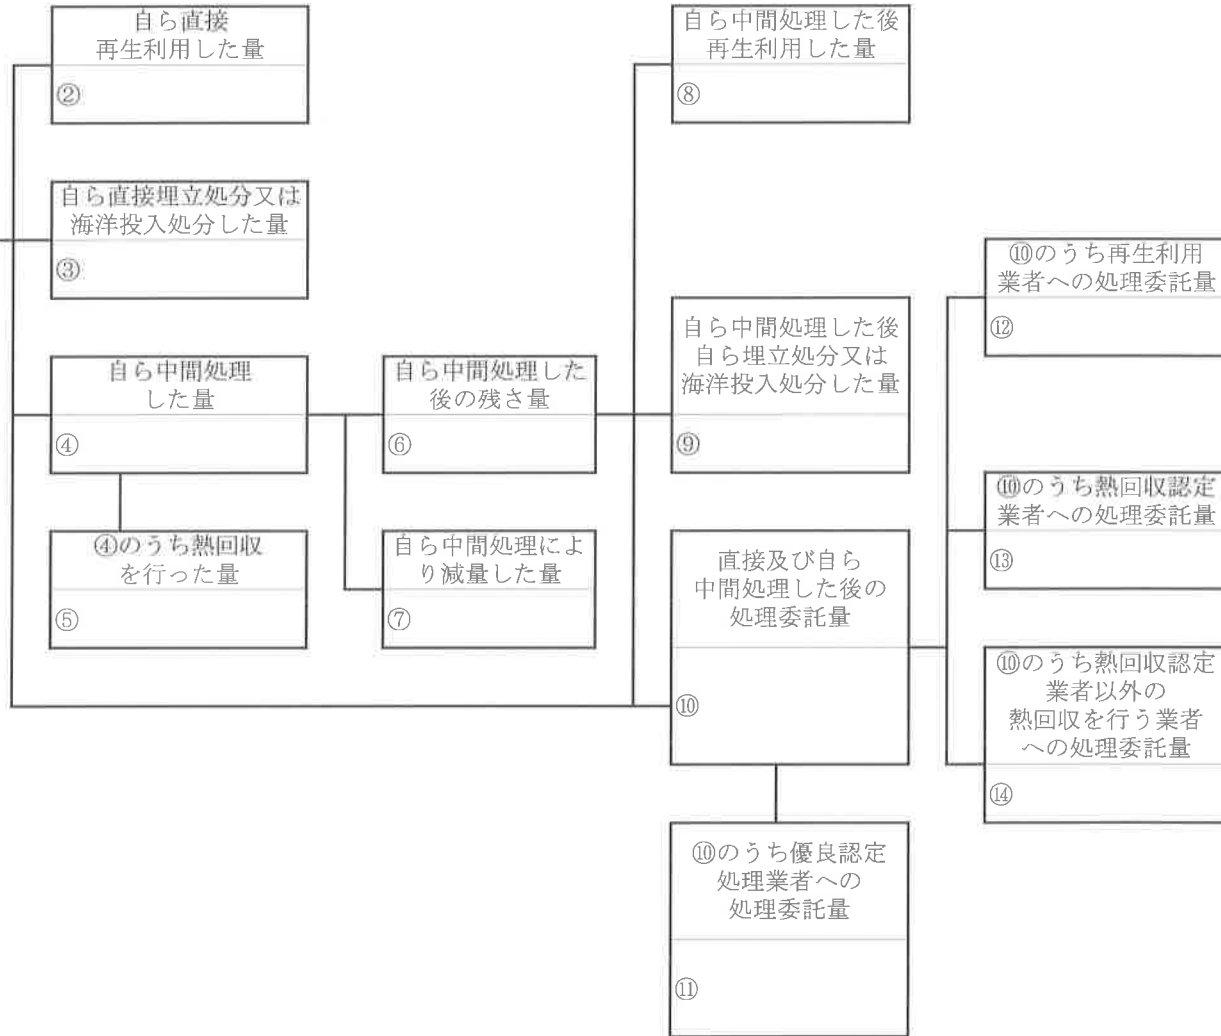 自ら直接
再生利用した量
②
自ら直接埋立処分又は
海洋投入処分した量
③
自ら中間処理
した量
④
④のうち熱回収
を行った量
⑤
自ら中間処理した
後の残さ量
⑥
自ら中間処理によ
り減量した量
⑦
自ら中間処理した後
再生利用した量
⑧
自ら中間処理した後
自ら埋立処分又は
海洋投入処分した量
⑨
直接及び自ら
中間処理した後の
処理委託量
⑩
⑩のうち優良認定
処理業者への
処理委託量
⑪
⑩のうち再生利用
業者への処理委託量
⑫
⑩のうち熱回収認定
業者への処理委託量
⑬
⑩のうち熱回収認定
業者以外の
熱回収を行う業者
への処理委託量
⑭